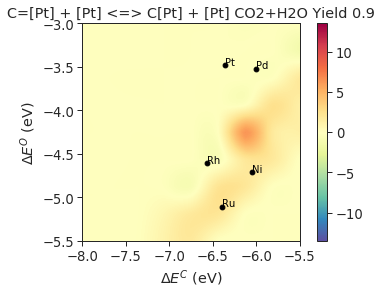 C=[Pt] + [Pt] <=> C[Pt] + [Pt] CO2+H2O Yield 0.9
−3.0
−3.5
−4.0
−4.5
−5.0
−5.5
ΔE^O (eV)
Pt
Pd
Rh
Ni
Ru
−8.0 −7.5 −7.0 −6.5 −6.0 −5.5
ΔE^C (eV)
10
5
0
−5
−10